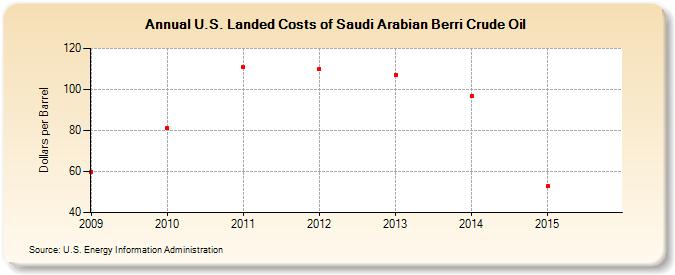 Annual U.S. Landed Costs of Saudi Arabian Berri Crude Oil
Dollars per Barrel
120
100
80
60
40
2009 2010 2011 2012 2013 2014 2015
Source: U.S. Energy Information Administration